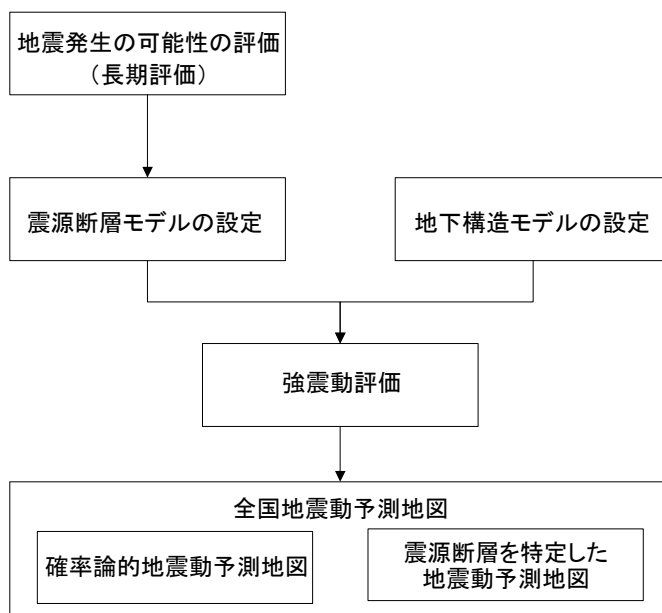 地震発生の可能性の評価
(長期評価)
震源断層モデルの設定
地下構造モデルの設定
強震動評価
全国地震動予測地図
確率論的地震動予測地図
震源断層を特定した
地震動予測地図